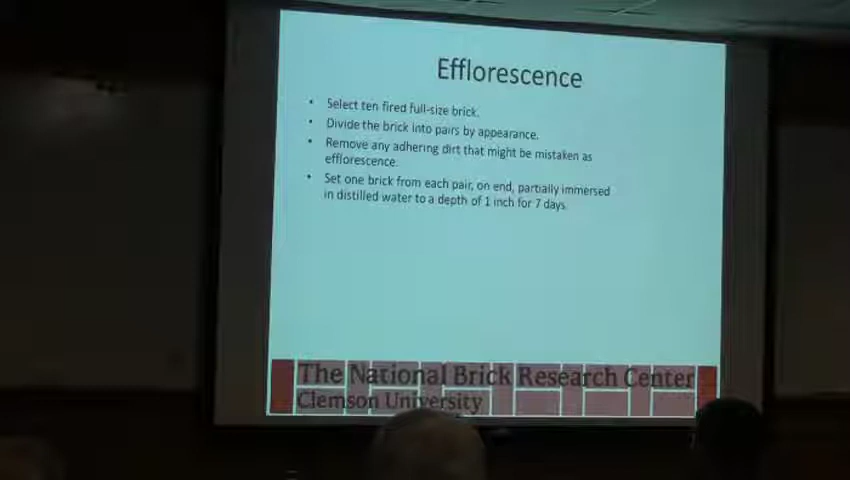 Efflorescence
• Select ten fired full-size brick.
• Divide the brick into pairs by appearance.
• Remove any adhering dirt that might be mistaken as
efflorescence.
• Set one brick from each pair, on end, partially immersed
in distilled water to a depth of 1 inch for 7 days.
The National Brick Research Center
Clemson University